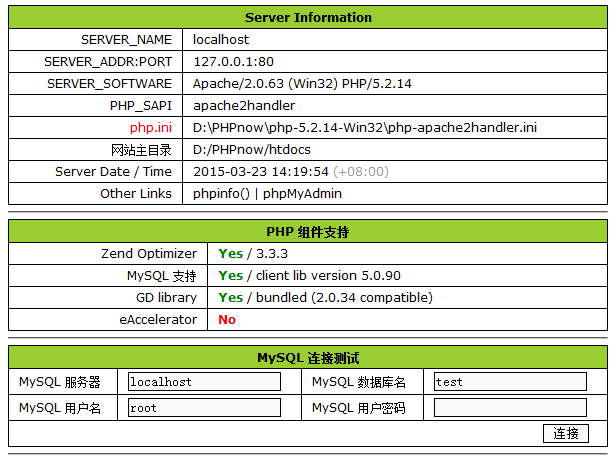 Server Information
SERVER_NAME localhost
SERVER_ADDR:PORT 127.0.0.1:80
SERVER_SOFTWARE Apache/2.0.63 (Win32) PHP/5.2.14
PHP_SAPI apache2handler
php.ini D:\PHPnow\php-5.2.14-Win32\php-apache2handler.ini
网站主目录 D:/PHPnow/htdocs
Server Date / Time 2015-03-23 14:19:54 (+08:00)
Other Links phpinfo() | phpMyAdmin
PHP 组件支持
Zend Optimizer Yes / 3.3.3
MySQL 支持 Yes / client lib version 5.0.90
GD library Yes / bundled (2.0.34 compatible)
eAccelerator No
MySQL 连接测试
MySQL 服务器 localhost MySQL 数据库名 test
MySQL 用户名 root MySQL 用户密码
连接